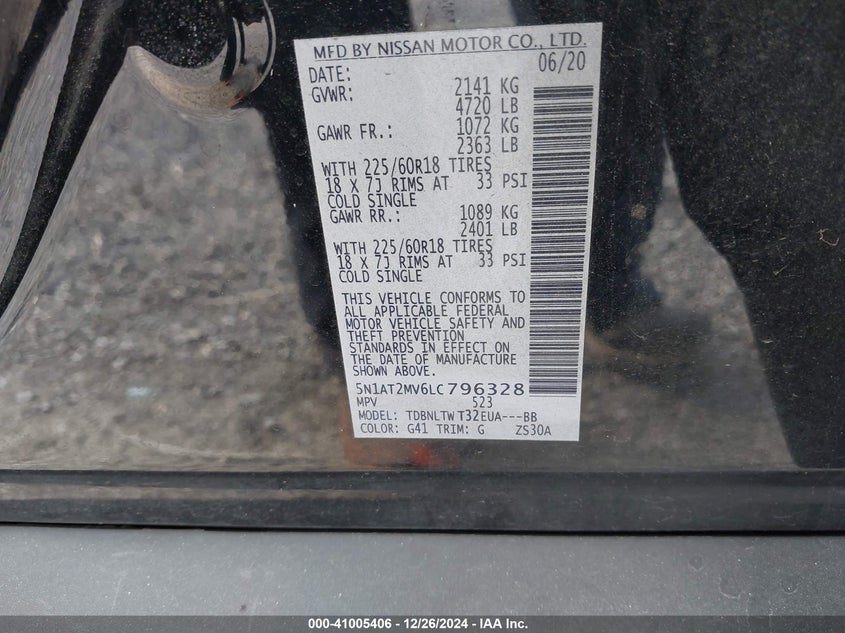 MFD BY NISSAN MOTOR CO., LTD.
DATE: 06/20
GVWR: 2141 KG
4720 LB
GAWR FR.: 1072 KG
2363 LB
WITH 225/60R18 TIRES
18 X 7J RIMS AT 33 PSI
COLD SINGLE
GAWR RR.: 1089 KG
2401 LB
WITH 225/60R18 TIRES
18 X 7J RIMS AT 33 PSI
COLD SINGLE
THIS VEHICLE CONFORMS TO
ALL APPLICABLE FEDERAL
MOTOR VEHICLE SAFETY AND
THEFT PREVENTION
STANDARDS IN EFFECT ON
THE DATE OF MANUFACTURE
SHOWN ABOVE.
5N1AT2MV6LC796328
MPV 523
MODEL: TDBNLTW T32EUA---BB
COLOR: G41 TRIM: G ZS30A
000-41005406 - 12/26/2024 - IAA Inc.